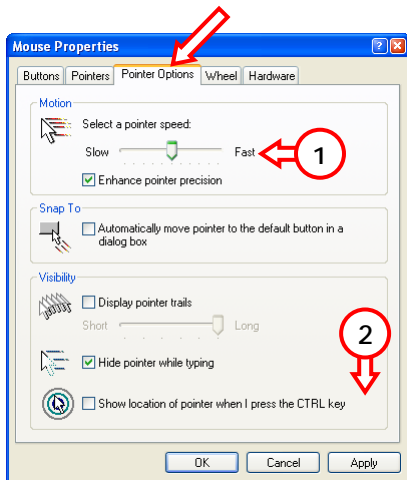 Mouse Properties
Buttons Pointers Pointer Options Wheel Hardware
Motion
Select a pointer speed:
Slow Fast 1
Enhance pointer precision
Snap To
Automatically move pointer to the default button in a
dialog box
Visibility
Display pointer trails
Short Long
2
Hide pointer while typing
Show location of pointer when I press the CTRL key
OK Cancel Apply